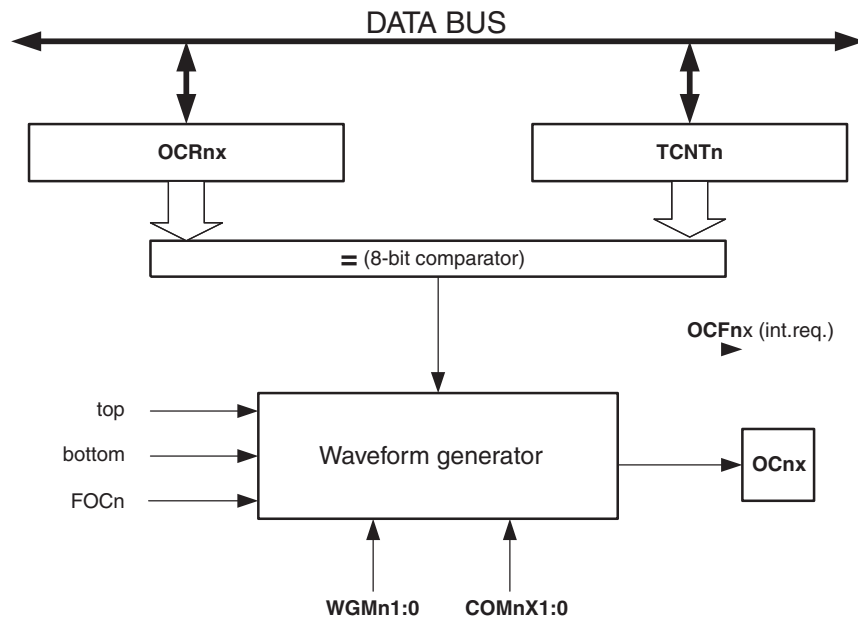 DATA BUS
OCRnx
TCNTn
= (8-bit comparator)
OCFnx (int.req.)
top
bottom
FOCn
Waveform generator
OCnx
WGMn1:0
COMnX1:0